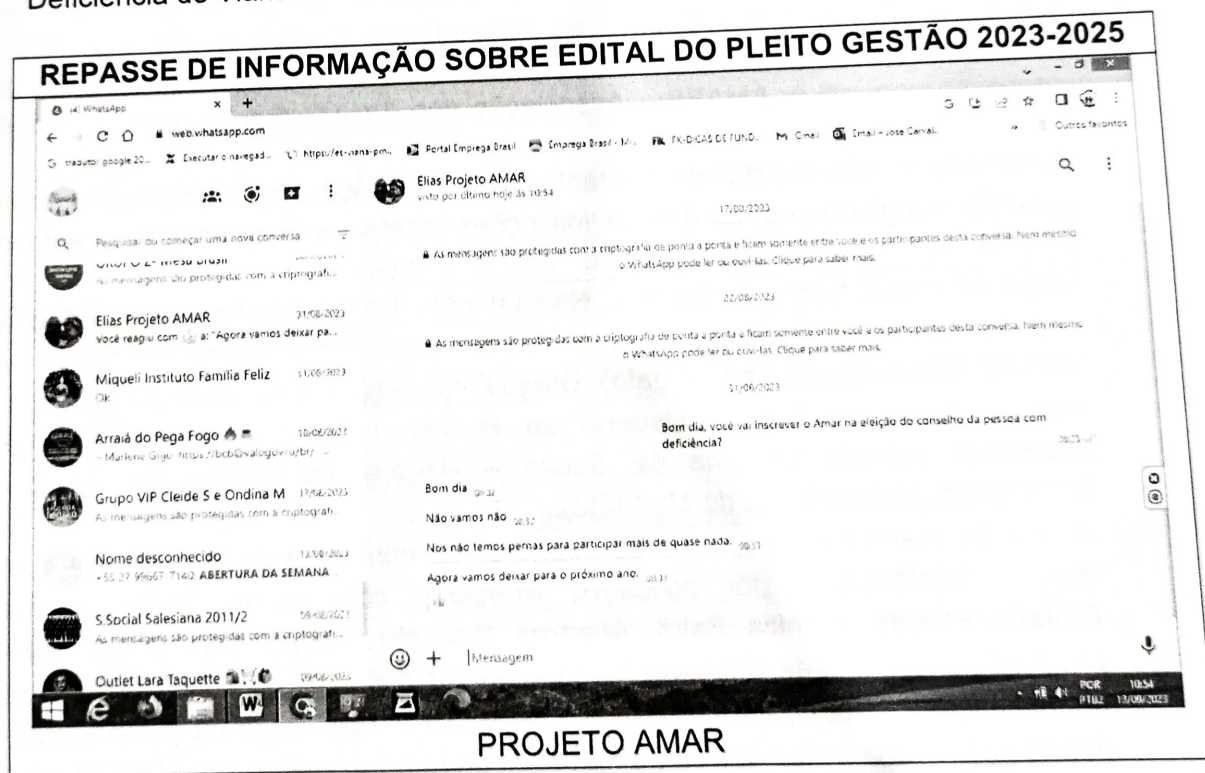 Deficiência de
REPASSE DE INFORMAÇÃO SOBRE EDITAL DO PLEITO GESTÃO 2023-2025
WhatsApp
web.whatsapp.com
Executar o navegad...
Portal Emprega Brasil
Emprega Brasil
Gmail
Outros favoritos
Elias Projeto AMAR
visto por último hoje às 10:54
Pesquisar ou começar uma nova conversa
As mensagens são protegidas com a criptografi...
Elias Projeto AMAR 31/08/2023
Você reagiu com a: "Agora vamos deixar pa...
Miqueli Instituto Família Feliz
Ok
Arraiá do Pega Fogo
Grupo VIP Cleide S e Ondina M 17/08/2023
As mensagens são protegidas com a criptografi...
Nome desconhecido
ABERTURA DA SEMANA
S.Social Salesiana 2011/2
As mensagens são protegidas com a criptografi...
Outlet Lara Taquette
17/08/2023
As mensagens são protegidas com a criptografia de ponta a ponta e ficam somente entre você e os participantes desta conversa. Nem mesmo
o WhatsApp pode ler ou ouvi-las. Clique para saber mais.
22/08/2023
As mensagens são protegidas com a criptografia de ponta a ponta e ficam somente entre você e os participantes desta conversa. Nem mesmo
o WhatsApp pode ler ou ouvi-las. Clique para saber mais.
31/08/2023
Bom dia, você vai inscrever o Amar na eleição do conselho da pessoa com
deficiência?
Bom dia
Não vamos não
Nos não temos pernas para participar mais de quase nada.
Agora vamos deixar para o próximo ano.
Mensagem
POR
PTB2
10:54
PROJETO AMAR